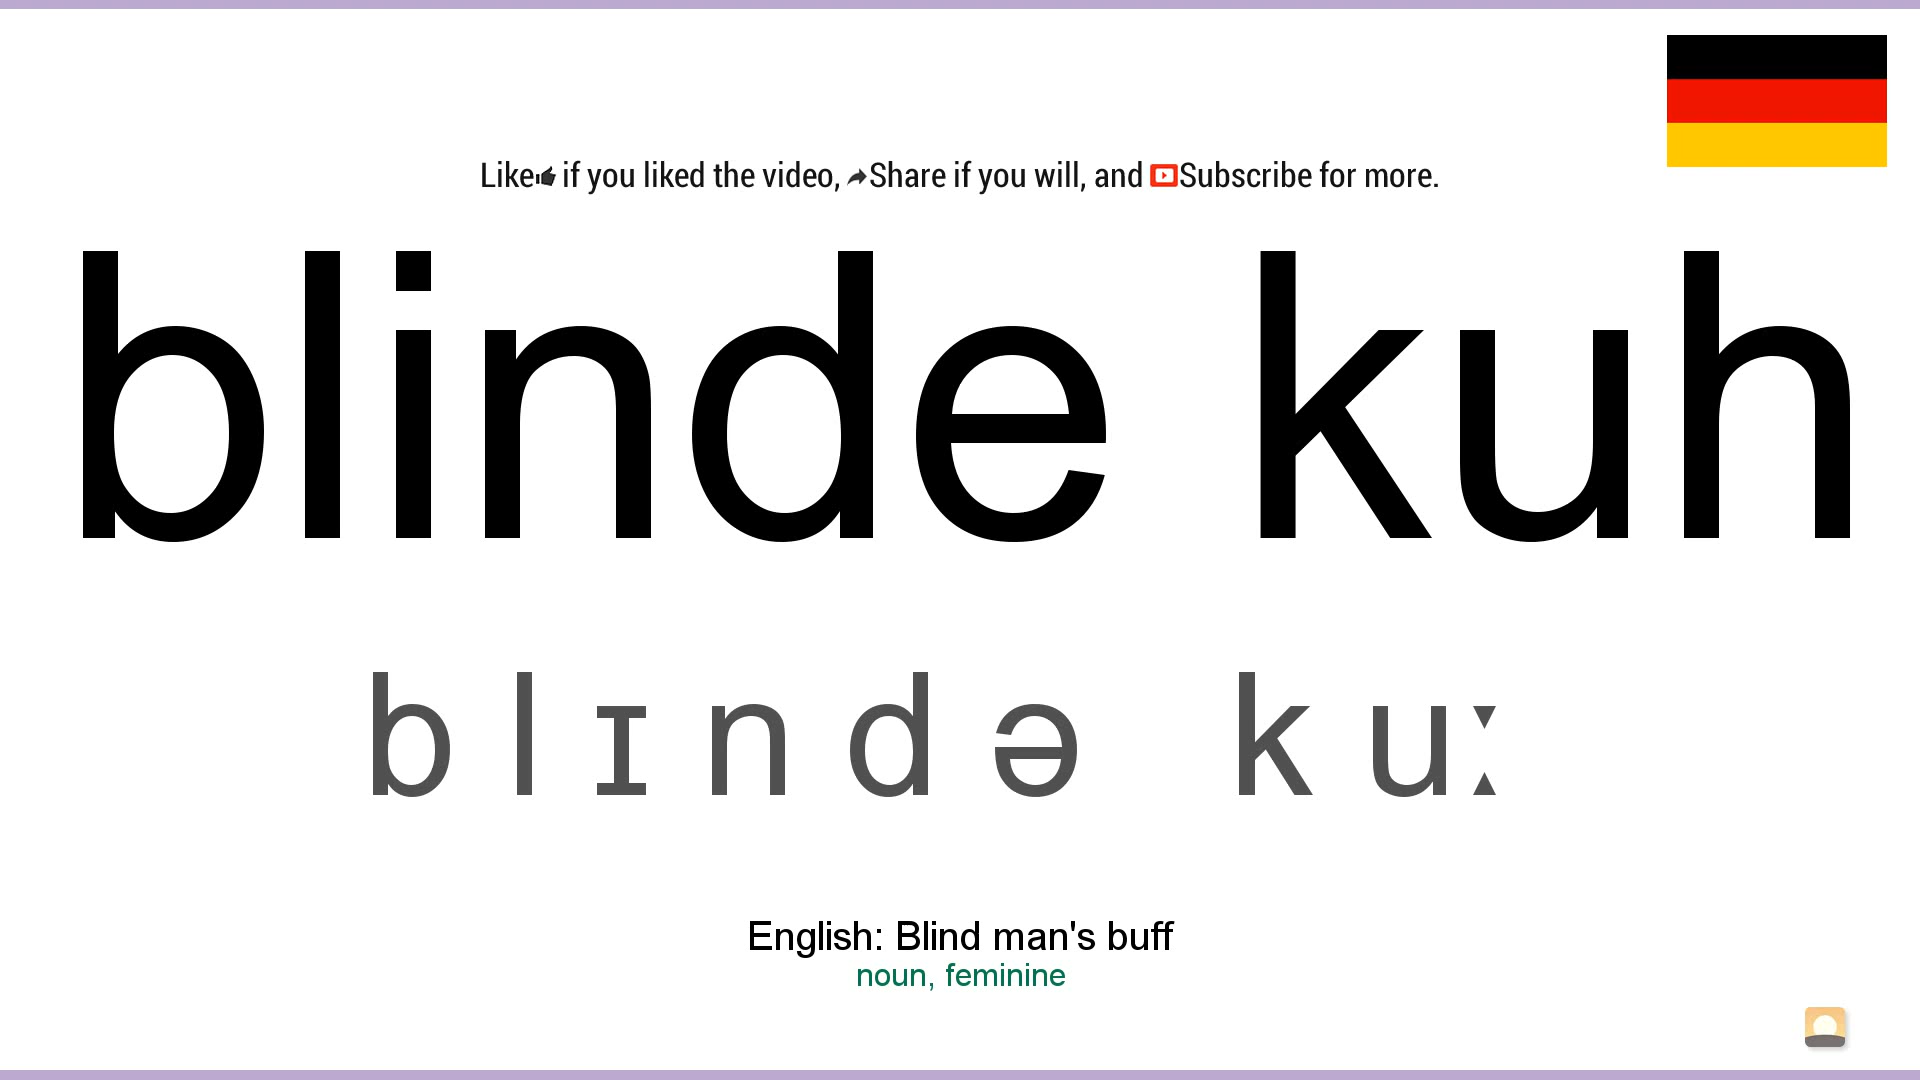 Like if you liked the video, Share if you will, and Subscribe for more.
blinde kuh
b l ɪ n d ə k uː
English: Blind man's buff
noun, feminine